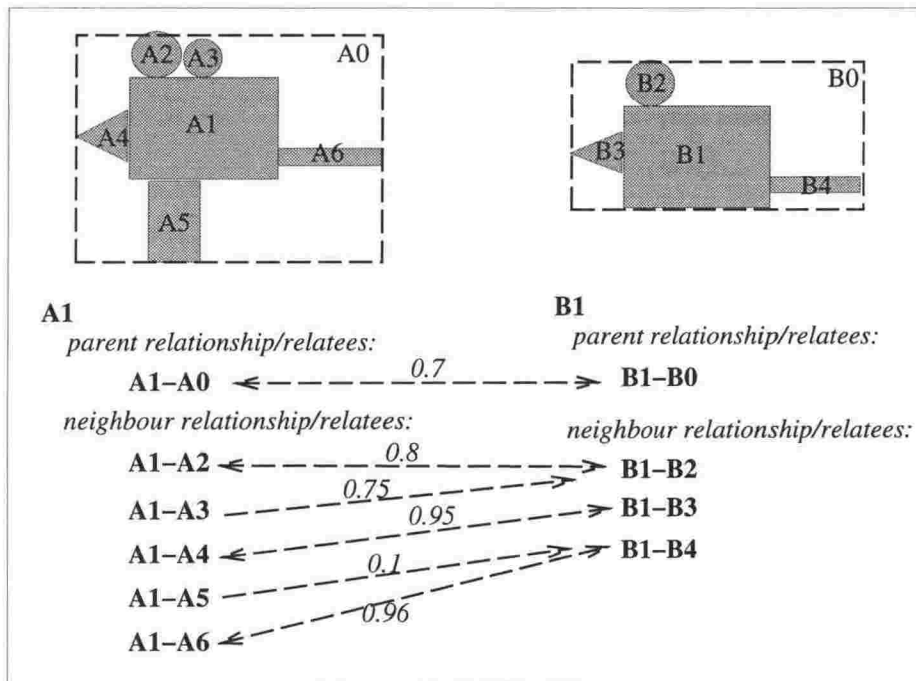 A2 A3 A0
A4 A1 A6
A5
B2 B0
B3 B1 B4
A1 B1
parent relationship/relatees: parent relationship/relatees:
A1–A0 0.7 B1–B0
neighbour relationship/relatees: neighbour relationship/relatees:
A1–A2 0.8 B1–B2
A1–A3 0.75
0.95 B1–B3
A1–A4
0.1 B1–B4
A1–A5
0.96
A1–A6